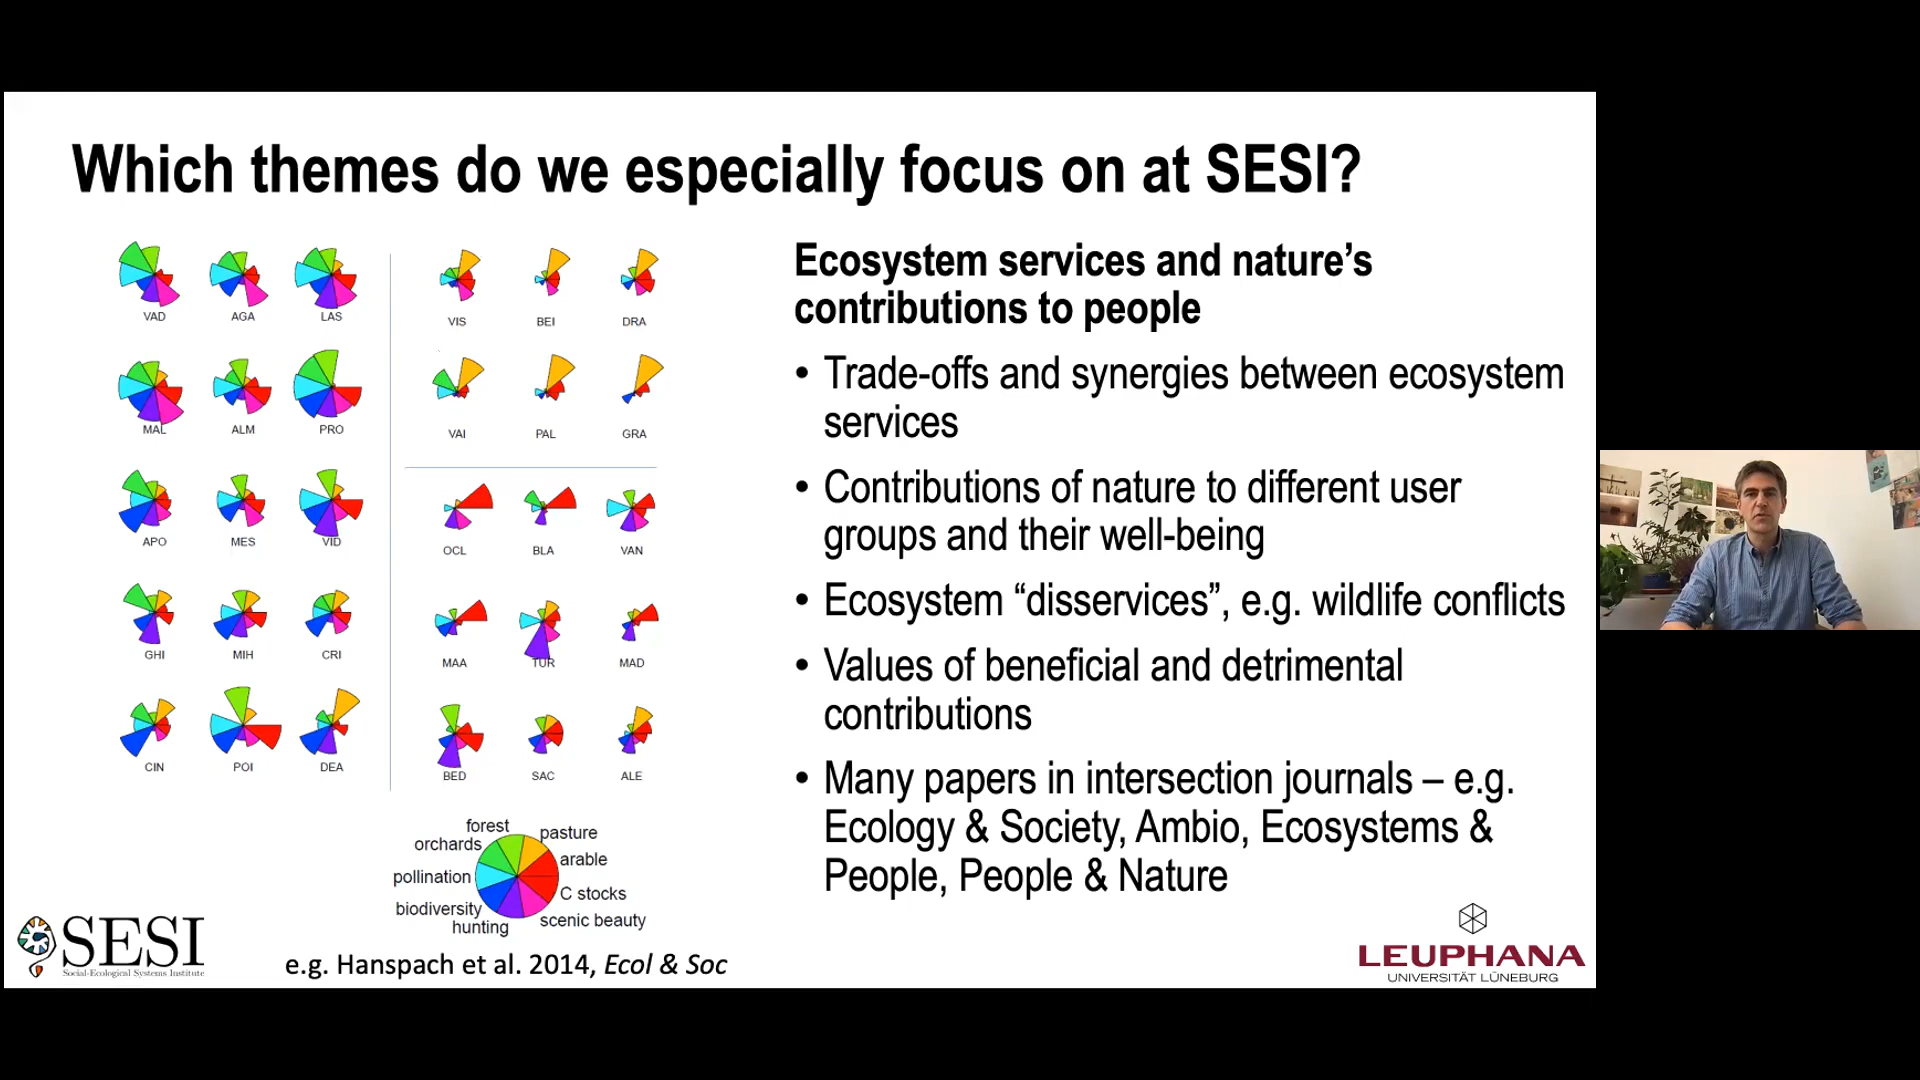 Which themes do we especially focus on at SESI?
VAD AGA LAS
MAL ALM PRO
APO MES VID
GHI MIH CRI
CIN POI DEA
VIS BEI DRA
VAI PAL GRA
OCL BLA VAN
MAA TUR MAD
BED SAC ALE
forest
pasture
orchards
arable
pollination
C stocks
biodiversity
scenic beauty
hunting
e.g. Hanspach et al. 2014, Ecol & Soc
Ecosystem services and nature’s
contributions to people
• Trade-offs and synergies between ecosystem
services
• Contributions of nature to different user
groups and their well-being
• Ecosystem “disservices”, e.g. wildlife conflicts
• Values of beneficial and detrimental
contributions
• Many papers in intersection journals – e.g.
Ecology & Society, Ambio, Ecosystems &
People, People & Nature
SESI
Social-Ecological Systems Institute
LEUPHANA
UNIVERSITÄT LÜNEBURG